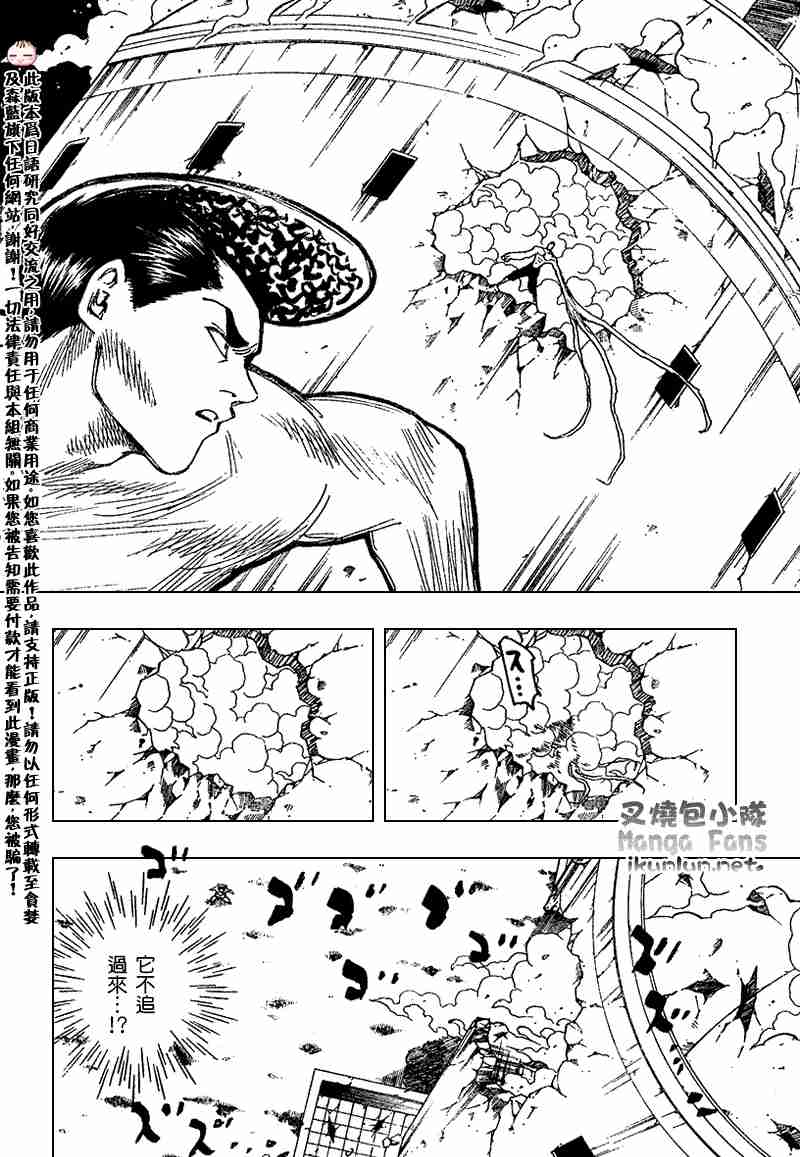 此版本爲日語研究同好交流之用，請勿用于任何商業用途。如您喜歡此作品，請支持正版！請勿以任何形式轉載至貪婪
及森藍旗下任何網站，謝謝！一切法律責任與本組無關。如果您被告知需要付款才能看到此漫畫，那麼，您被騙了！
ス…
叉燒包小隊
Manga Fans
ikunlun.net
ゴ
ゴ
ゴ
ゴ
ゴ
ゴ
ゴ
ゴ
ゴ
ゴ
它不追
過來…!?